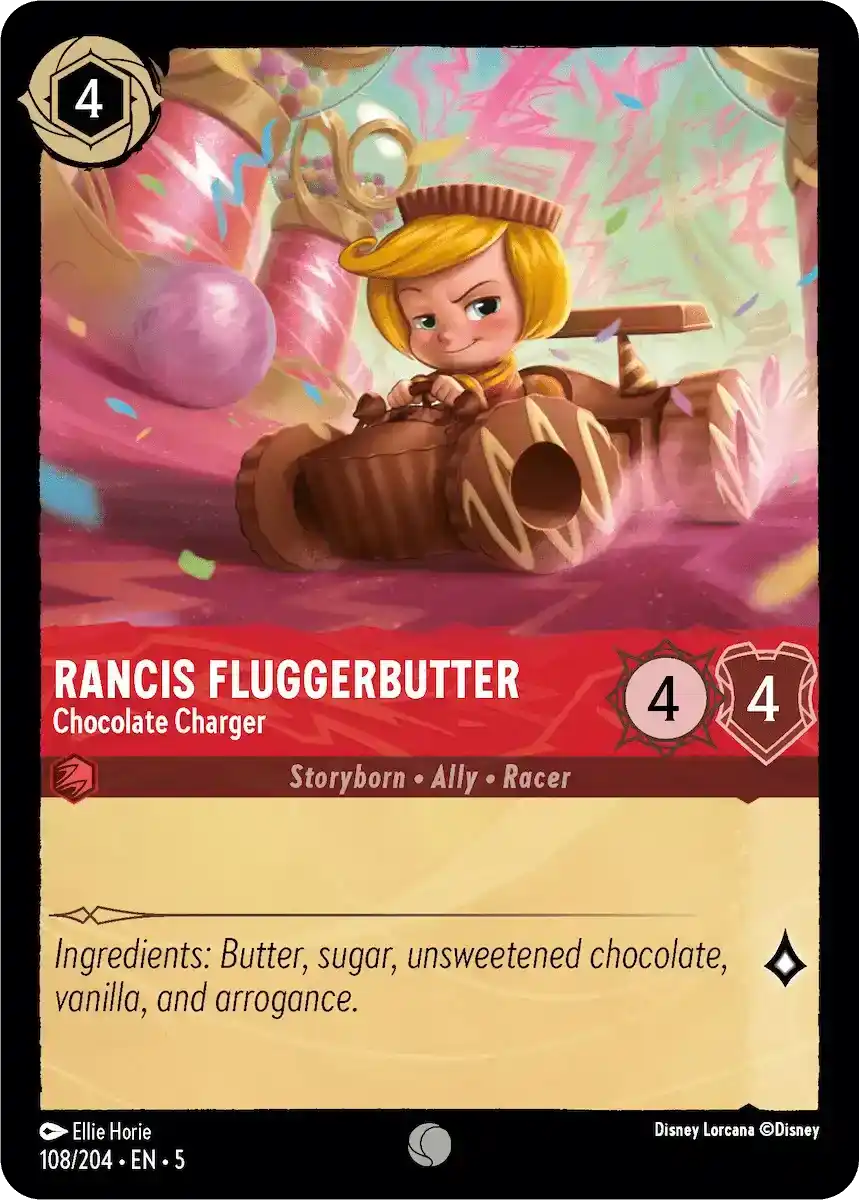 4
RANCIS FLUGGERBUTTER
Chocolate Charger
4 4
Storyborn • Ally • Racer
Ingredients: Butter, sugar, unsweetened chocolate,
vanilla, and arrogance.
Ellie Horie
108/204 • EN • 5
Disney Lorcana ©Disney